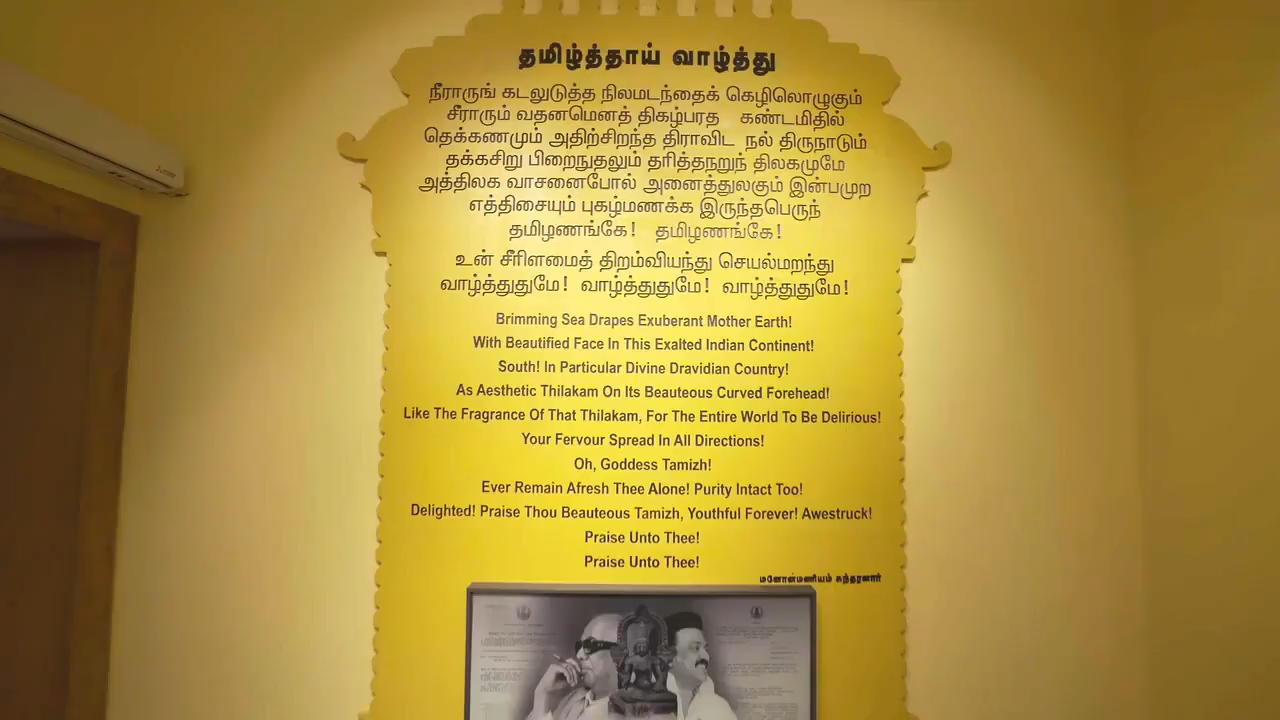 தமிழ்த்தாய் வாழ்த்து
நீராருங் கடலுடுத்த நிலமடந்தைக் கெழிலொழுகும்
சீராரும் வதனமெனத் திகழ்பரத கண்டமிதில்
தெக்கணமும் அதிற்சிறந்த திராவிட நல் திருநாடும்
தக்கசிறு பிறைநுதலும் தரித்தநறுந் திலகமுமே
அத்திலக வாசனைபோல் அனைத்துலகும் இன்பமுற
எத்திசையும் புகழ்மணக்க இருந்தபெருந்
தமிழணங்கே! தமிழணங்கே!
உன் சீரிளமைத் திறம்வியந்து செயல்மறந்து
வாழ்த்துதுமே! வாழ்த்துதுமே! வாழ்த்துதுமே!
Brimming Sea Drapes Exuberant Mother Earth!
With Beautified Face In This Exalted Indian Continent!
South! In Particular Divine Dravidian Country!
As Aesthetic Thilakam On Its Beauteous Curved Forehead!
Like The Fragrance Of That Thilakam, For The Entire World To Be Delirious!
Your Fervour Spread In All Directions!
Oh, Goddess Tamizh!
Ever Remain Afresh Thee Alone! Purity Intact Too!
Delighted! Praise Thou Beauteous Tamizh, Youthful Forever! Awestruck!
Praise Unto Thee!
Praise Unto Thee!
மனோன்மணியம் சுந்தரனார்